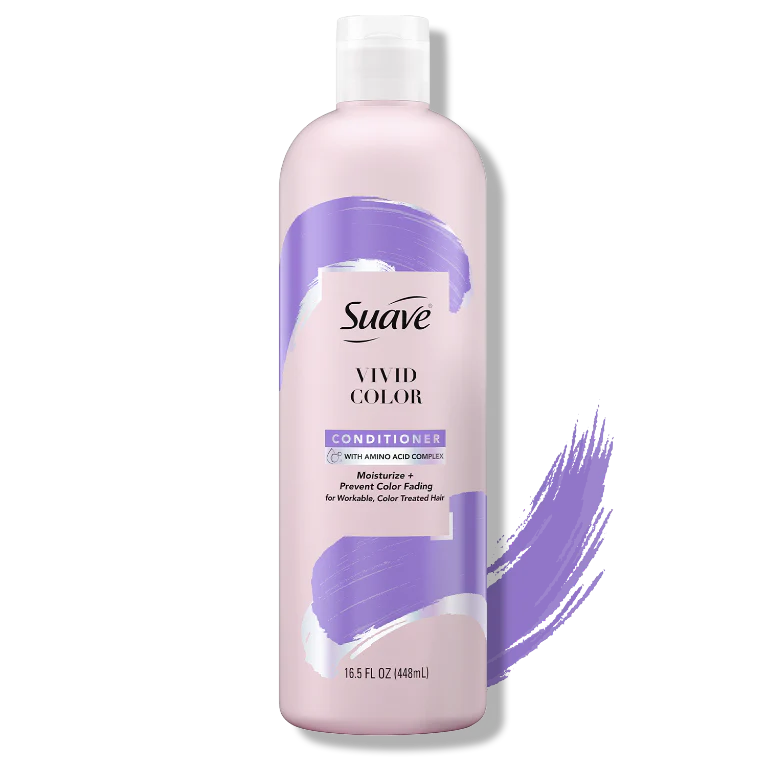 Suave®
VIVID
COLOR
CONDITIONER
WITH AMINO ACID COMPLEX
Moisturize +
Prevent Color Fading
for Workable, Color Treated Hair
16.5 FL OZ (448mL)